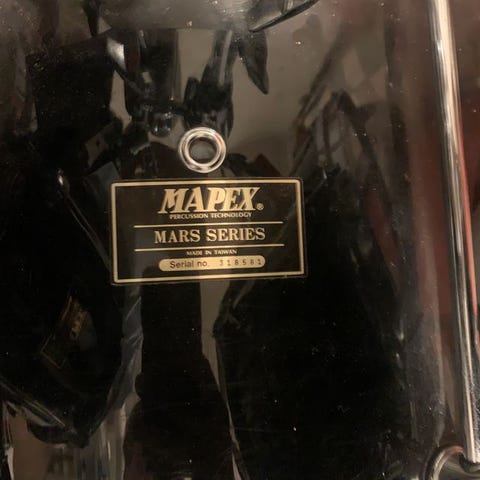 MAPEX®
PERCUSSION TECHNOLOGY
MARS SERIES
MADE IN TAIWAN
Serial no. 318581